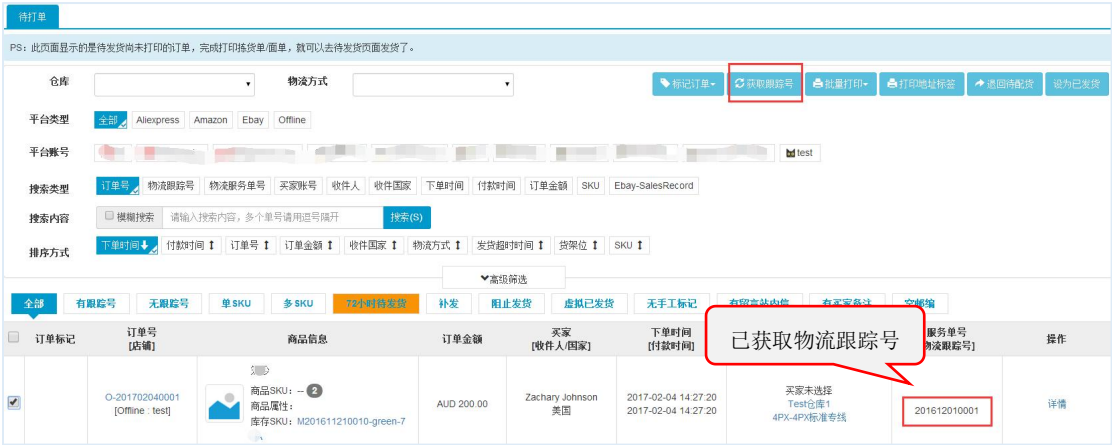 待打单
PS：此页面显示的是待发货尚未打印的订单，完成打印拣货单/面单，就可以去待发货页面发货了。
仓库 物流方式 标记订单 获取跟踪号 批量打印 打印地址标签 退回待配货 设为已发货
平台类型 全部 Aliexpress Amazon Ebay Offline
平台账号 test
搜索类型 订单号 物流跟踪号 物流服务单号 买家账号 收件人 收件国家 下单时间 付款时间 订单金额 SKU Ebay-SalesRecord
搜索内容 模糊搜索 请输入搜索内容，多个单号请用逗号隔开 搜索(S)
排序方式 下单时间 付款时间 订单号 订单金额 收件国家 物流方式 发货超时时间 货架位 SKU
高级筛选
全部 有跟踪号 无跟踪号 单SKU 多SKU 72小时待发货 补发 阻止发货 虚拟已发货 无手工标记 有留言站内信 有买家备注 空邮编
已获取物流跟踪号
订单标记 订单号 商品信息 订单金额 买家 下单时间 服务单号 操作
[店铺] [收件人/国家] [付款时间] 物流跟踪号]
O-201702040001
[Offline : test]
商品SKU： -- 2
商品属性：
库存SKU： M201611210010-green-7
AUD 200.00
Zachary Johnson
美国
2017-02-04 14:27:20
2017-02-04 14:27:20
买家未选择
Test仓库1
4PX-4PX标准专线
201612010001
详情